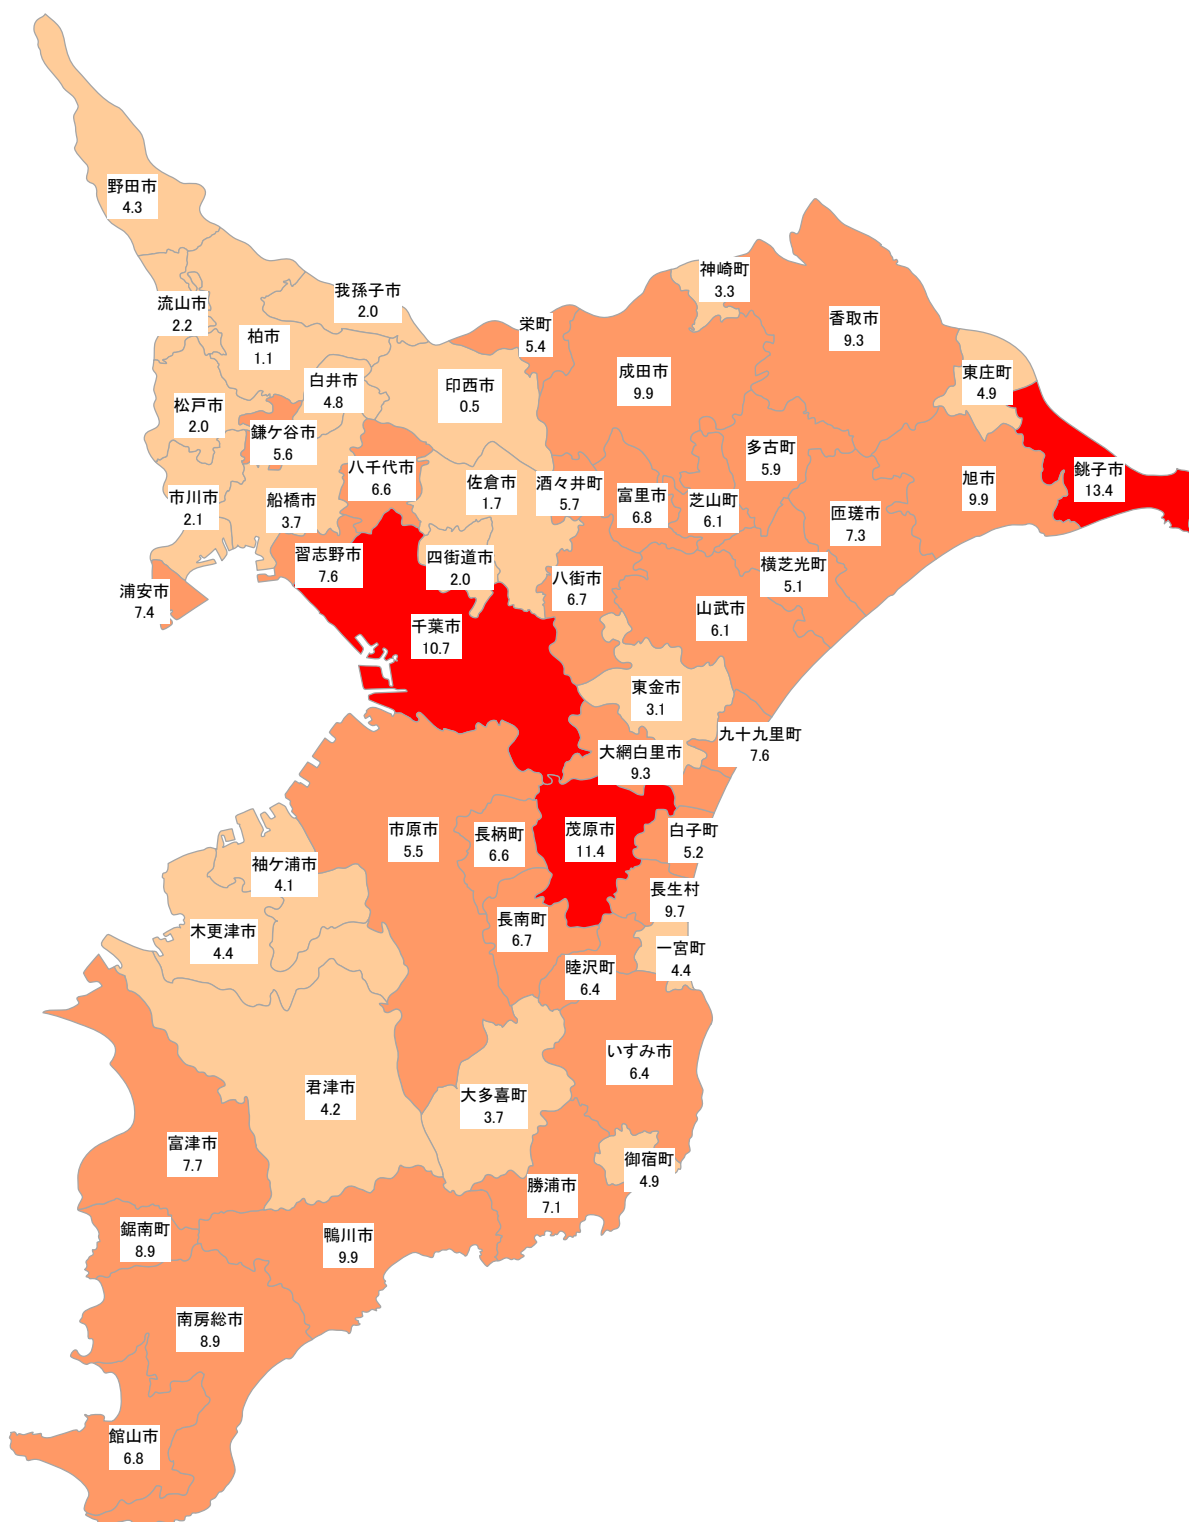 野田市
4.3
神崎町
3.3
我孫子市
2.0
流山市
2.2
香取市
9.3
栄町
5.4
柏市
1.1
東庄町
4.9
成田市
9.9
白井市
4.8
印西市
0.5
松戸市
2.0
鎌ケ谷市
5.6
多古町
5.9
八千代市
6.6
佐倉市
1.7
酒々井町
5.7
富里市
6.8
芝山町
6.1
旭市
9.9
銚子市
13.4
市川市
2.1
船橋市
3.7
匝瑳市
7.3
習志野市
7.6
四街道市
2.0
横芝光町
5.1
浦安市
7.4
八街市
6.7
山武市
6.1
千葉市
10.7
東金市
3.1
九十九里町
7.6
大網白里市
9.3
市原市
5.5
長柄町
6.6
茂原市
11.4
白子町
5.2
袖ケ浦市
4.1
長生村
9.7
木更津市
4.4
長南町
6.7
一宮町
4.4
睦沢町
6.4
いすみ市
6.4
君津市
4.2
大多喜町
3.7
富津市
7.7
御宿町
4.9
勝浦市
7.1
鋸南町
8.9
鴨川市
9.9
南房総市
8.9
館山市
6.8